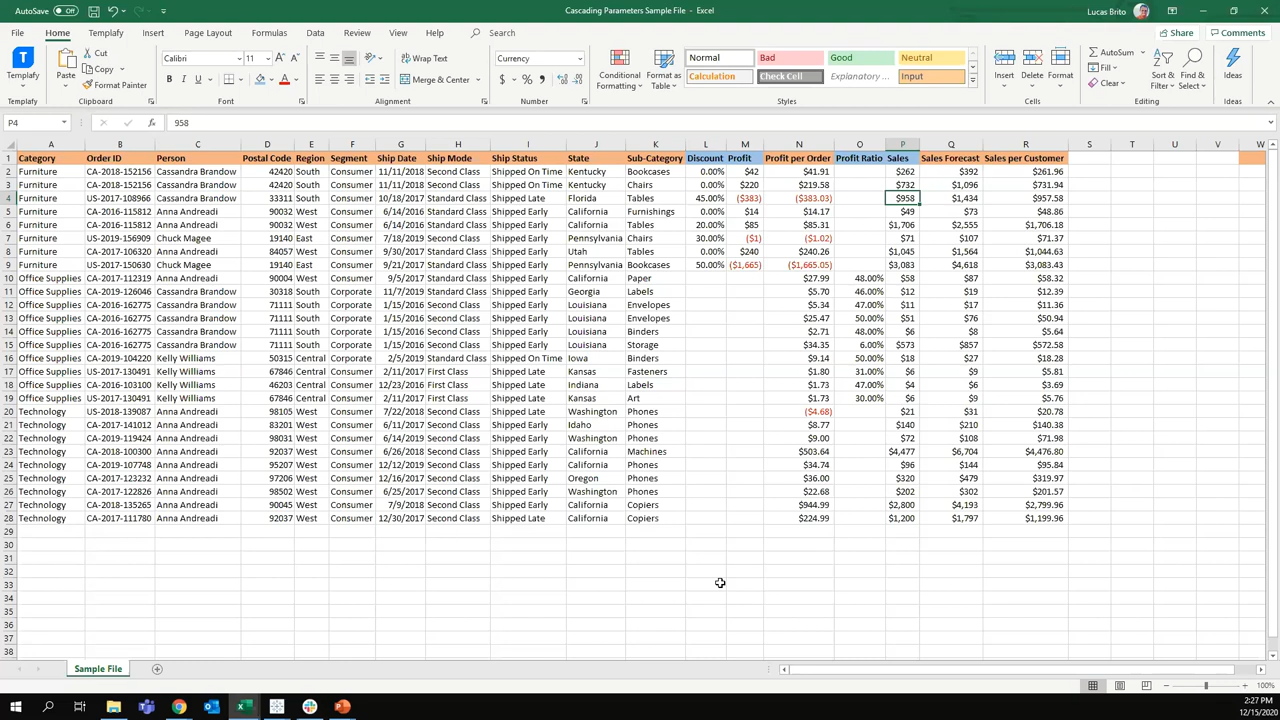 AutoSave Off
Cascading Parameters Sample File - Excel
Lucas Brito
File Home Templafy Insert Page Layout Formulas Data Review View Help Search
Share Comments
Templafy
Paste
Cut
Copy
Format Painter
Calibri 11
Wrap Text
Merge & Center
Currency
Conditional Formatting
Format as Table
Normal Bad Good Neutral
Calculation Check Cell Explanatory ... Input
Insert Delete Format
AutoSum
Fill
Clear
Sort & Filter
Find & Select
Ideas
Templafy Clipboard Font Alignment Number Styles Cells Editing Ideas
P4 958
A B C D E F G H I J K L M N O P Q R S T U V W
1 Category Order ID Person Postal Code Region Segment Ship Date Ship Mode Ship Status State Sub-Category Discount Profit Profit per Order Profit Ratio Sales Sales Forecast Sales per Customer
2 Furniture CA-2018-152156 Cassandra Brandow 42420 South Consumer 11/11/2018 Second Class Shipped On Time Kentucky Bookcases 0.00% $42 $41.91 $262 $392 $261.96
3 Furniture CA-2018-152156 Cassandra Brandow 42420 South Consumer 11/11/2018 Second Class Shipped On Time Kentucky Chairs 0.00% $220 $219.58 $732 $1,096 $731.94
4 Furniture US-2017-108966 Cassandra Brandow 33311 South Consumer 10/18/2017 Standard Class Shipped Late Florida Tables 45.00% ($383) ($383.03) $958 $1,434 $957.58
5 Furniture CA-2016-115812 Anna Andreadi 90032 West Consumer 6/14/2016 Standard Class Shipped Early California Furnishings 0.00% $14 $14.17 $49 $73 $48.86
6 Furniture CA-2016-115812 Anna Andreadi 90032 West Consumer 6/14/2016 Standard Class Shipped Early California Tables 20.00% $85 $85.31 $1,706 $2,555 $1,706.18
7 Furniture US-2019-156909 Chuck Magee 19140 East Consumer 7/18/2019 Second Class Shipped Early Pennsylvania Chairs 30.00% ($1) ($1.02) $71 $107 $71.37
8 Furniture CA-2017-106320 Anna Andreadi 84057 West Consumer 9/30/2017 Standard Class Shipped Late Utah Tables 0.00% $240 $240.26 $1,045 $1,564 $1,044.63
9 Furniture US-2017-150630 Chuck Magee 19140 East Consumer 9/21/2017 Standard Class Shipped Early Pennsylvania Bookcases 50.00% ($1,665) ($1,665.05) $3,083 $4,618 $3,083.43
10 Office Supplies CA-2017-112319 Anna Andreadi 90004 West Consumer 9/5/2017 Standard Class Shipped Early California Paper $27.99 48.00% $58 $87 $58.32
11 Office Supplies CA-2019-126046 Cassandra Brandow 30318 South Corporate 11/7/2019 Standard Class Shipped Early Georgia Labels $5.70 46.00% $12 $19 $12.39
12 Office Supplies CA-2016-162775 Cassandra Brandow 71111 South Corporate 1/15/2016 Second Class Shipped Early Louisiana Envelopes $5.34 47.00% $11 $17 $11.36
13 Office Supplies CA-2016-162775 Cassandra Brandow 71111 South Corporate 1/15/2016 Second Class Shipped Early Louisiana Envelopes $25.47 50.00% $51 $76 $50.94
14 Office Supplies CA-2016-162775 Cassandra Brandow 71111 South Corporate 1/15/2016 Second Class Shipped Early Louisiana Binders $2.71 48.00% $6 $8 $5.64
15 Office Supplies CA-2016-162775 Cassandra Brandow 71111 South Corporate 1/15/2016 Second Class Shipped Early Louisiana Storage $34.35 6.00% $573 $857 $572.58
16 Office Supplies CA-2019-104220 Kelly Williams 50315 Central Corporate 2/5/2019 Standard Class Shipped On Time Iowa Binders $9.14 50.00% $18 $27 $18.28
17 Office Supplies US-2017-130491 Kelly Williams 67846 Central Consumer 2/11/2017 First Class Shipped Early Kansas Fasteners $1.80 31.00% $6 $9 $5.81
18 Office Supplies CA-2016-103100 Kelly Williams 46203 Central Consumer 12/23/2016 First Class Shipped Early Indiana Labels $1.73 47.00% $4 $6 $3.69
19 Office Supplies US-2017-130491 Kelly Williams 67846 Central Consumer 2/11/2017 First Class Shipped Early Kansas Art $1.73 30.00% $6 $9 $5.76
20 Technology US-2018-139087 Anna Andreadi 98105 West Consumer 7/22/2018 Second Class Shipped Late Washington Phones ($4.68) $21 $31 $20.78
21 Technology CA-2017-141012 Anna Andreadi 83201 West Consumer 6/11/2017 Second Class Shipped Early Idaho Phones $8.77 $140 $210 $140.38
22 Technology CA-2019-119424 Anna Andreadi 98031 West Consumer 6/14/2019 Second Class Shipped Early Washington Phones $9.00 $72 $108 $71.98
23 Technology CA-2018-100300 Anna Andreadi 92037 West Consumer 6/26/2018 Second Class Shipped Early California Machines $503.64 $4,477 $6,704 $4,476.80
24 Technology CA-2019-107748 Anna Andreadi 95207 West Consumer 12/12/2019 Second Class Shipped Early California Phones $34.74 $96 $144 $95.84
25 Technology CA-2017-123232 Anna Andreadi 97206 West Consumer 12/16/2017 Second Class Shipped Early Oregon Phones $36.00 $320 $479 $319.97
26 Technology CA-2017-122826 Anna Andreadi 98502 West Consumer 6/25/2017 Second Class Shipped Early Washington Phones $22.68 $202 $302 $201.57
27 Technology CA-2018-135265 Anna Andreadi 90045 West Consumer 7/9/2018 Second Class Shipped Early California Copiers $944.99 $2,800 $4,193 $2,799.96
28 Technology CA-2017-111780 Anna Andreadi 92037 West Consumer 12/30/2017 Second Class Shipped Late California Copiers $224.99 $1,200 $1,797 $1,199.96
29
30
31
32
33
34
35
36
37
38
Sample File
100%
2:27 PM
12/15/2020